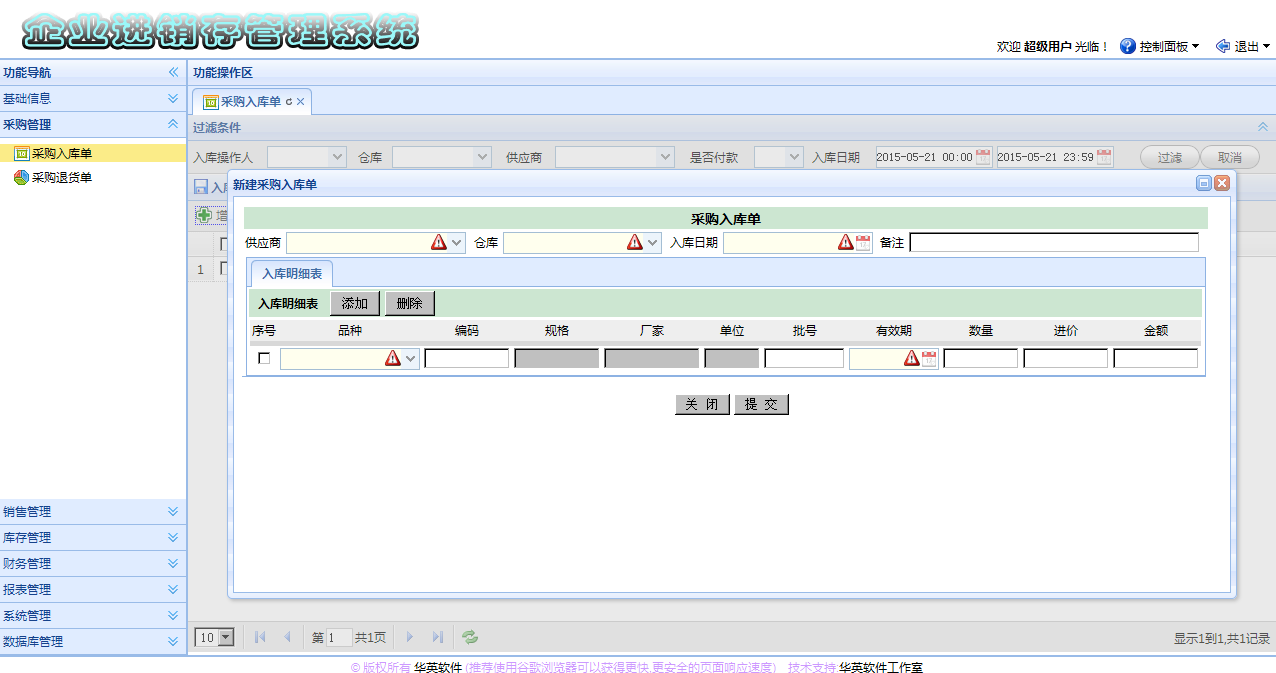 企业进销存管理系统
欢迎 超级用户 光临！ 控制面板 退出
功能导航
基础信息
采购管理
采购入库单
采购退货单
销售管理
库存管理
财务管理
报表管理
系统管理
数据库管理
功能操作区
采购入库单
过滤条件
入库操作人 仓库 供应商 是否付款 入库日期 2015-05-21 00:00 2015-05-21 23:59 过滤 取消
入
增
1
新建采购入库单
采购入库单
供应商 仓库 入库日期 备注
入库明细表
入库明细表 添加 删除
序号 品种 编码 规格 厂家 单位 批号 有效期 数量 进价 金额
关 闭 提 交
10 第 1 共1页 显示1到1,共1记录
© 版权所有 华英软件 (推荐使用谷歌浏览器可以获得更快,更安全的页面响应速度) 技术支持:华英软件工作室